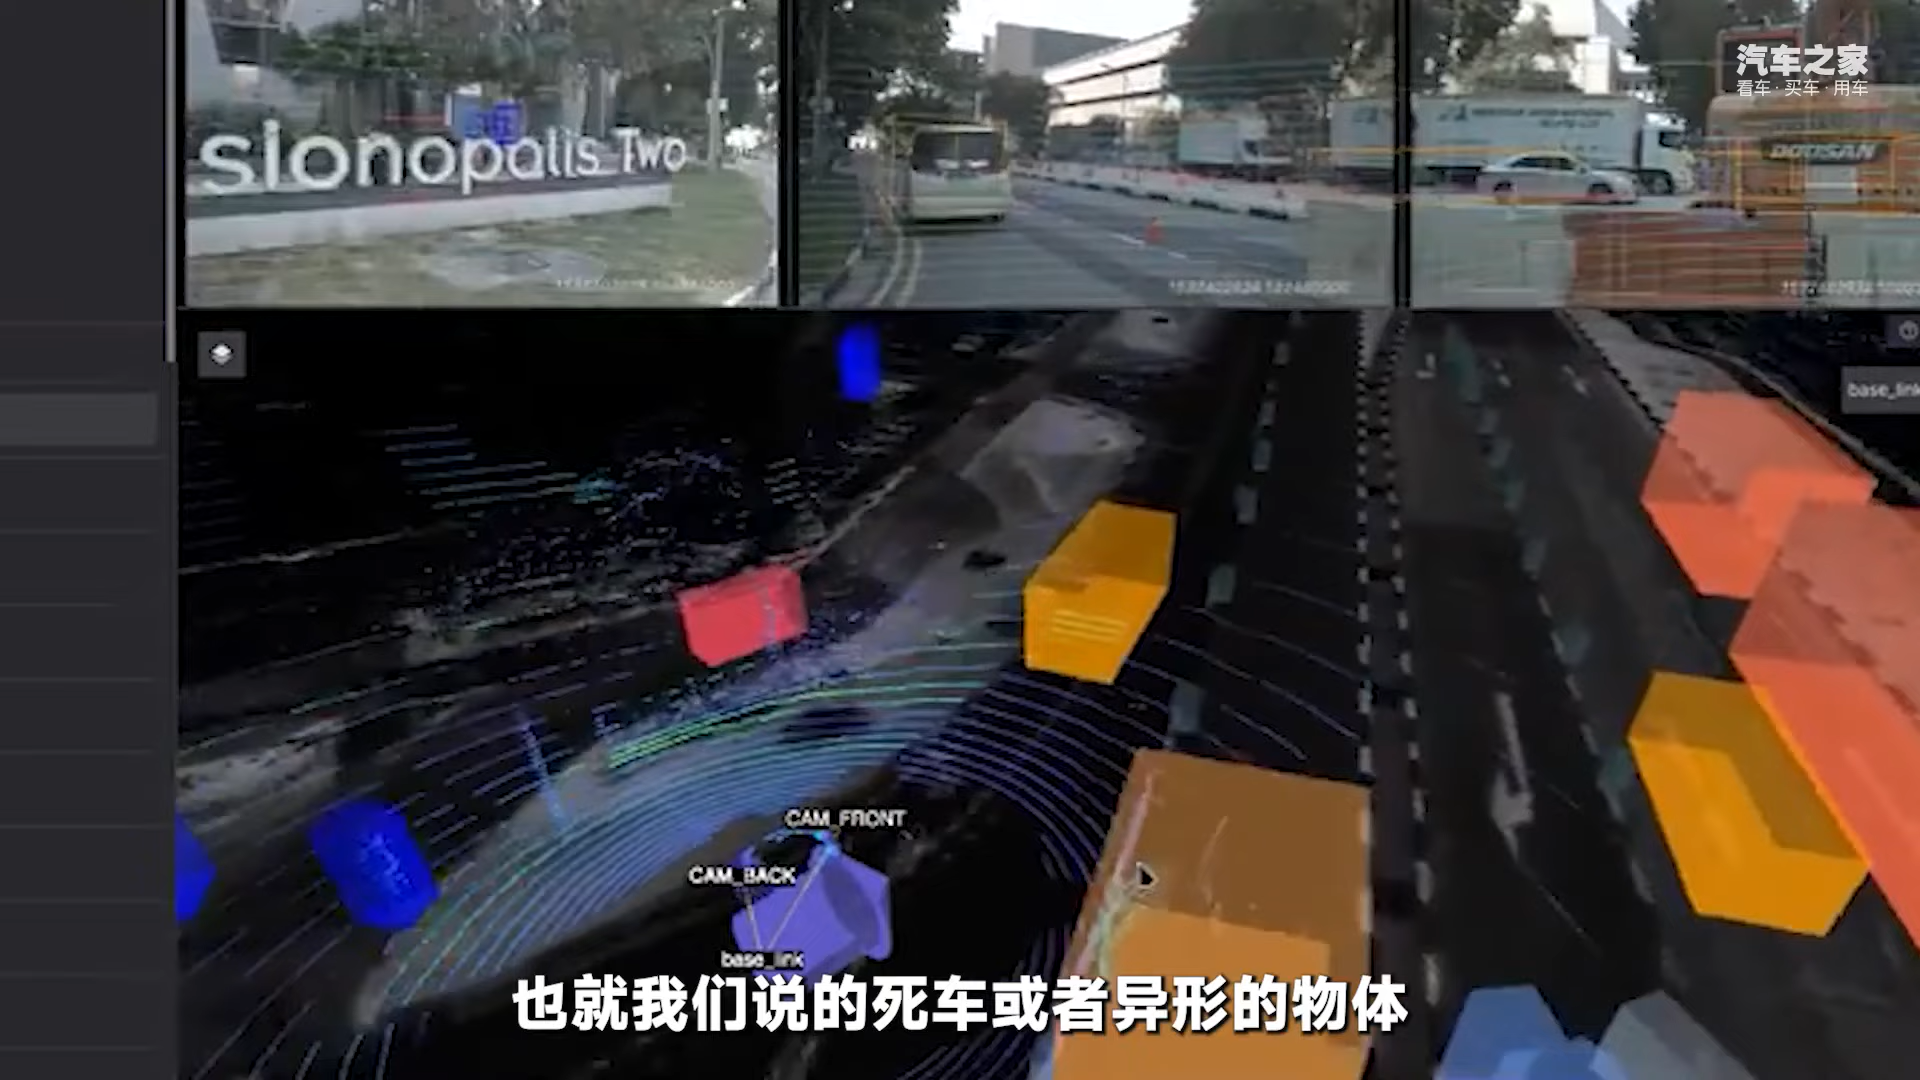 汽车之家
看车·买车·用车
sionopolis Two
DOOSAN
base_link
CAM_FRONT
CAM_BACK
base_link
也就我们说的死车或者异形的物体